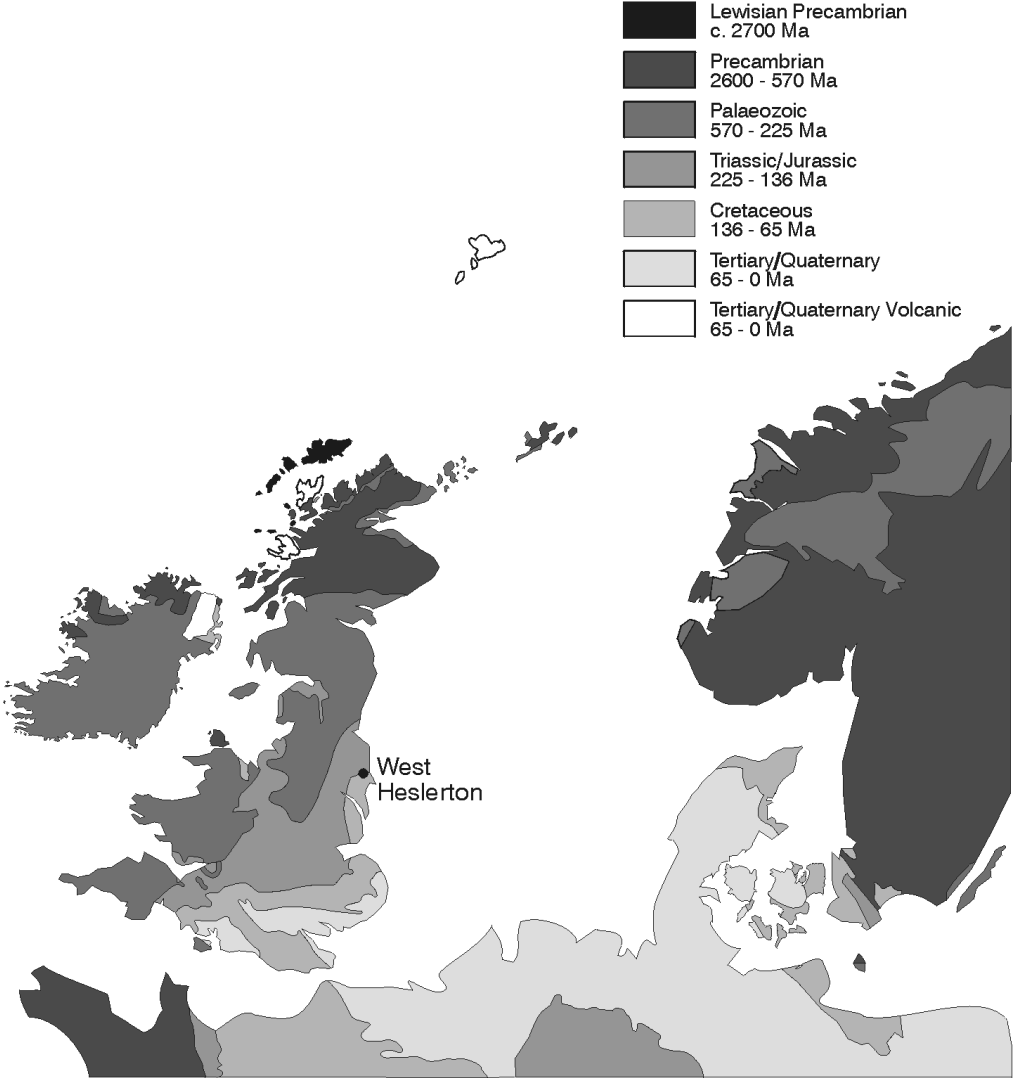 Lewisian Precambrian
c. 2700 Ma
Precambrian
2600 - 570 Ma
Palaeozoic
570 - 225 Ma
Triassic/Jurassic
225 - 136 Ma
Cretaceous
136 - 65 Ma
Tertiary/Quaternary
65 - 0 Ma
Tertiary/Quaternary Volcanic
65 - 0 Ma
West
Heslerton